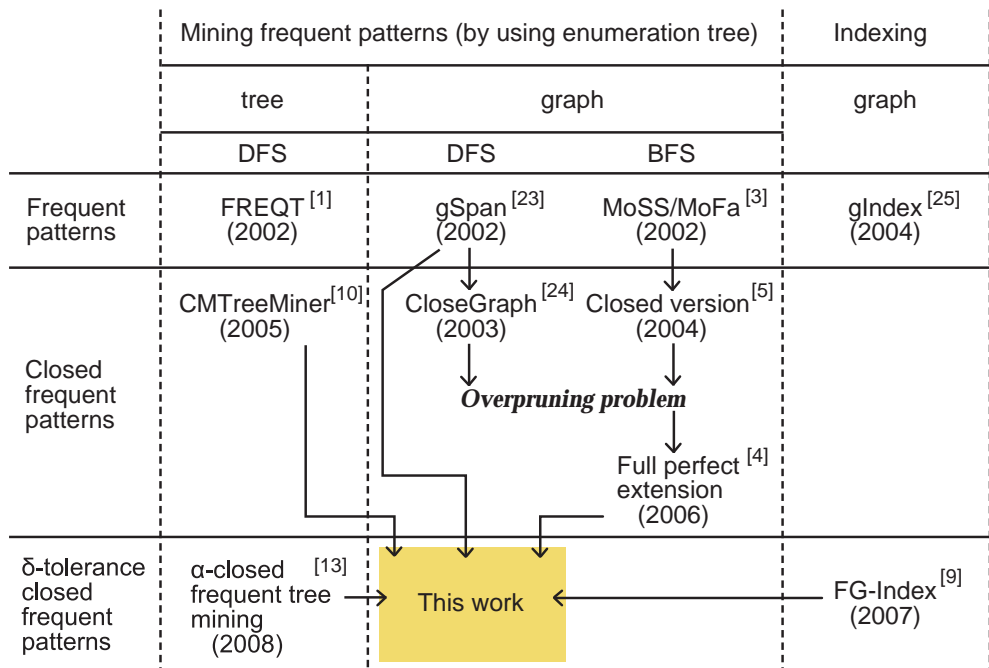 Mining frequent patterns (by using enumeration tree)
Indexing
tree
graph
graph
DFS
DFS
BFS
Frequent
patterns
FREQT [1]
(2002)
gSpan [23]
(2002)
MoSS/MoFa [3]
(2002)
gIndex [25]
(2004)
Closed
frequent
patterns
CMTreeMiner [10]
(2005)
CloseGraph [24]
(2003)
Closed version [5]
(2004)
Overpruning problem
Full perfect [4]
extension
(2006)
δ-tolerance
closed
frequent
patterns
α-closed [13]
frequent tree
mining
(2008)
This work
FG-Index [9]
(2007)